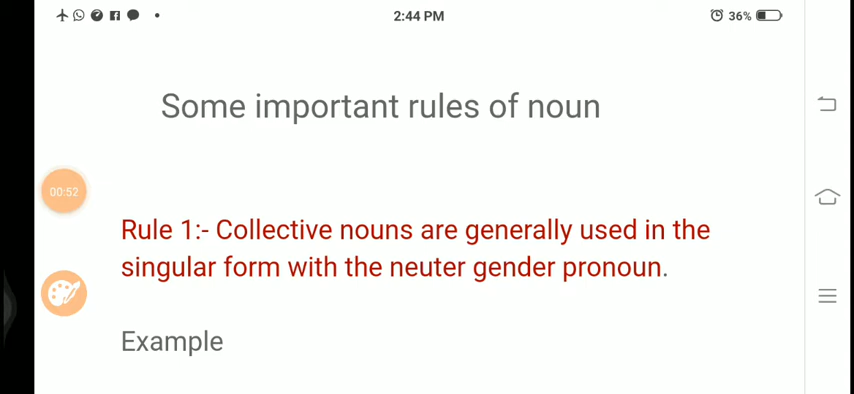 2:44 PM
36%
Some important rules of noun
00:52
Rule 1:- Collective nouns are generally used in the
singular form with the neuter gender pronoun.
Example